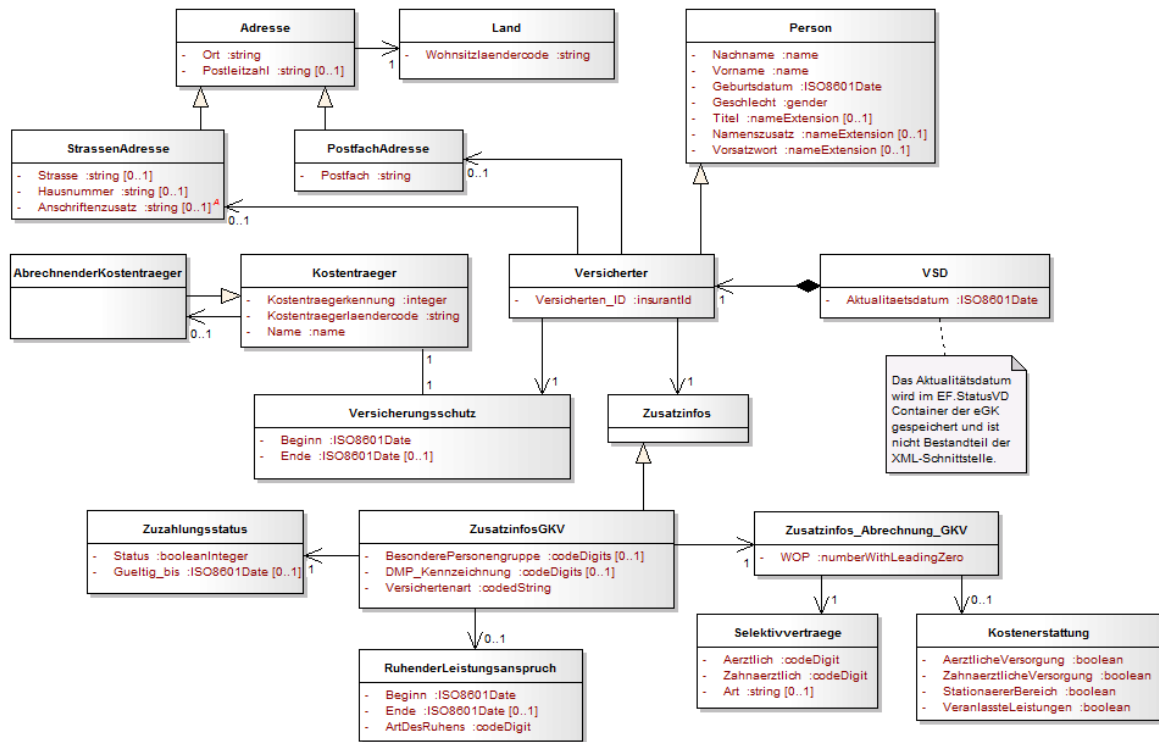 Adresse
- Ort :string
- Postleitzahl :string [0..1]
1
Land
- Wohnsitzlaendercode :string
Person
- Nachname :name
- Vorname :name
- Geburtsdatum :ISO8601Date
- Geschlecht :gender
- Titel :nameExtension [0..1]
- Namenszusatz :nameExtension [0..1]
- Vorsatzwort :nameExtension [0..1]
StrassenAdresse
- Strasse :string [0..1]
- Hausnummer :string [0..1]
- Anschriftenzusatz :string [0..1]
0..1
PostfachAdresse
- Postfach :string
0..1
AbrechnenderKostentraeger
0..1
Kostentraeger
- Kostentraegerkennung :integer
- Kostentraegerlaendercode :string
- Name :name
1
1
Versicherter
- Versicherten_ID :insurantId
1
VSD
- Aktualitaetsdatum :ISO8601Date
Das Aktualitätsdatum
wird im EF.StatusVD
Container der eGK
gespeichert und ist
nicht Bestandteil der
XML-Schnittstelle.
1
1
Versicherungsschutz
- Beginn :ISO8601Date
- Ende :ISO8601Date [0..1]
Zusatzinfos
Zuzahlungsstatus
- Status :booleanInteger
- Gueltig_bis :ISO8601Date [0..1]
1
ZusatzinfosGKV
- BesonderePersonengruppe :codeDigits [0..1]
- DMP_Kennzeichnung :codeDigits [0..1]
- Versichertenart :codedString
1
Zusatzinfos_Abrechnung_GKV
- WOP :numberWithLeadingZero
0..1
1
0..1
RuhenderLeistungsanspruch
- Beginn :ISO8601Date
- Ende :ISO8601Date [0..1]
- ArtDesRuhens :codeDigit
Selektivvertraege
- Aerztlich :codeDigit
- Zahnaerztlich :codeDigit
- Art :string [0..1]
Kostenerstattung
- AerztlicheVersorgung :boolean
- ZahnaerztlicheVersorgung :boolean
- StationaererBereich :boolean
- VeranlassteLeistungen :boolean